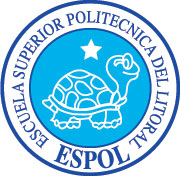 ESCUELA SUPERIOR POLITECNICA DEL LITORAL
ESPOL